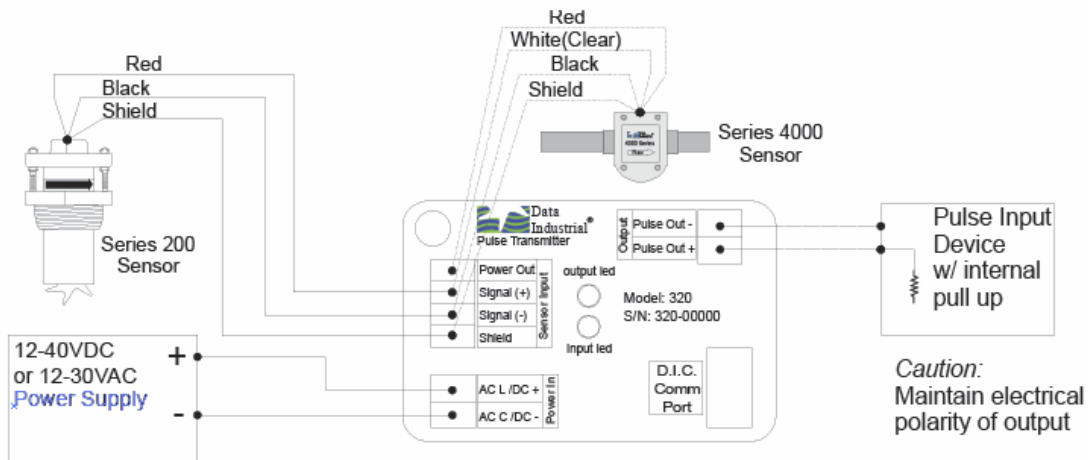 Red
White(Clear)
Black
Shield
Red
Black
Shield
Series 200
Sensor
4000 Series
Series 4000
Sensor
Data
Industrial®
Pulse Transmitter
Power Out
Signal (+)
Signal (-)
Shield
Sensor Input
output led
input led
Output
Pulse Out -
Pulse Out +
Model: 320
S/N: 320-00000
D.I.C.
Comm
Port
AC L /DC +
AC C /DC -
Power In
12-40VDC
or 12-30VAC
Power Supply
+
-
Pulse Input
Device
w/ internal
pull up
Caution:
Maintain electrical
polarity of output